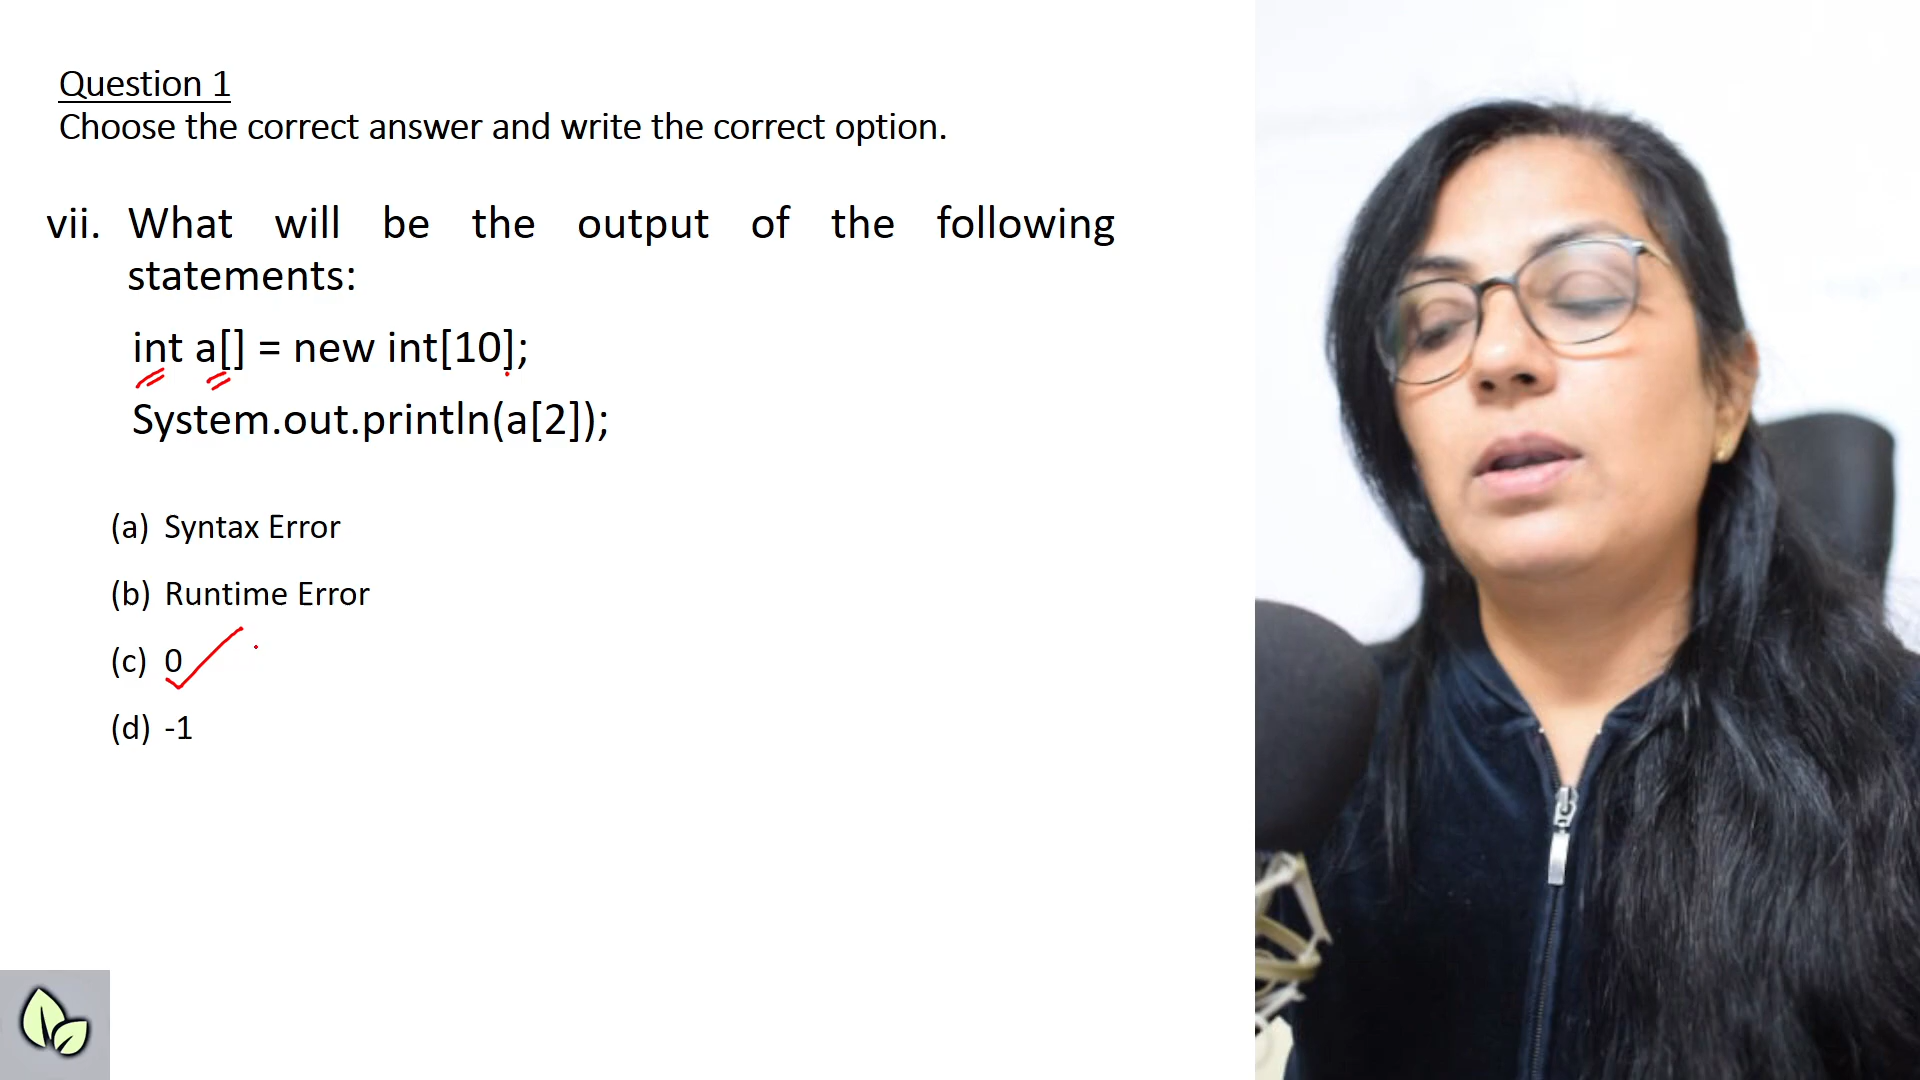 Question 1
Choose the correct answer and write the correct option.
vii. What will be the output of the following
statements:
int a[] = new int[10];
System.out.println(a[2]);
(a) Syntax Error
(b) Runtime Error
(c) 0
(d) -1